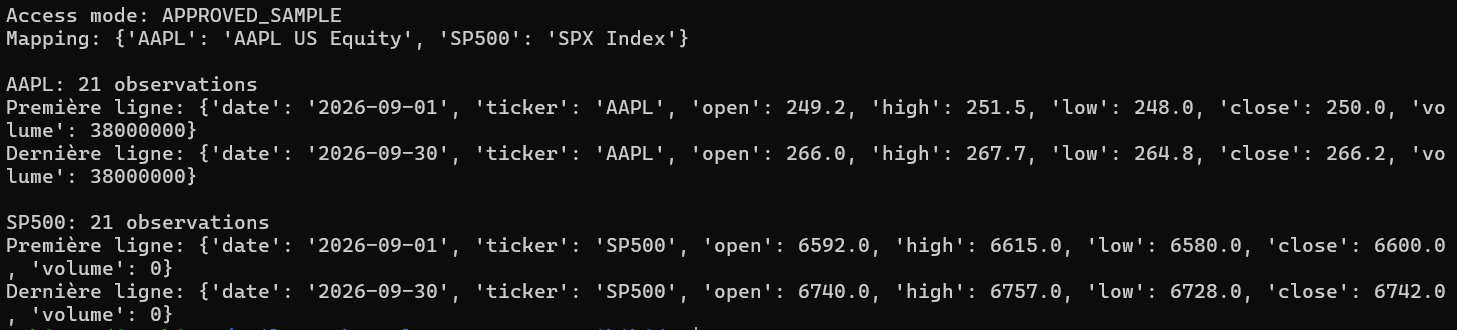 Access mode: APPROVED_SAMPLE
Mapping: {'AAPL': 'AAPL US Equity', 'SP500': 'SPX Index'}
AAPL: 21 observations
Première ligne: {'date': '2026-09-01', 'ticker': 'AAPL', 'open': 249.2, 'high': 251.5, 'low': 248.0, 'close': 250.0, 'vo
lume': 38000000}
Dernière ligne: {'date': '2026-09-30', 'ticker': 'AAPL', 'open': 266.0, 'high': 267.7, 'low': 264.8, 'close': 266.2, 'vo
lume': 38000000}
SP500: 21 observations
Première ligne: {'date': '2026-09-01', 'ticker': 'SP500', 'open': 6592.0, 'high': 6615.0, 'low': 6580.0, 'close': 6600.0
, 'volume': 0}
Dernière ligne: {'date': '2026-09-30', 'ticker': 'SP500', 'open': 6740.0, 'high': 6757.0, 'low': 6728.0, 'close': 6742.0
, 'volume': 0}